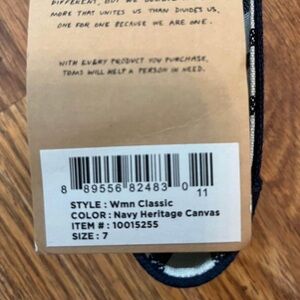 DIFFERENT, BUT WE
MORE THAT UNITES US THAN DIVIDES US,
ONE FOR ONE BECAUSE WE ARE ONE.
WITH EVERY PRODUCT YOU PURCHASE,
TOMS WILL HELP A PERSON IN NEED.
8 89556 82483 0 11
STYLE : Wmn Classic
COLOR : Navy Heritage Canvas
ITEM # : 10015255
SIZE : 7